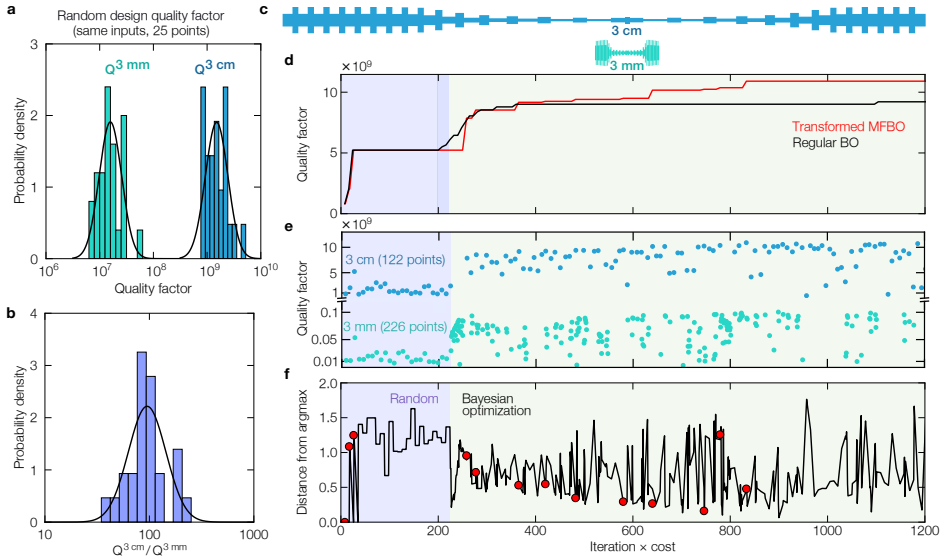 a
Random design quality factor
(same inputs, 25 points)
3
2
1
0
Probability density
Q3 mm
Q3 cm
10^6
10^7
10^8
10^9
10^10
Quality factor
b
4
3
2
1
0
Probability density
10
100
1000
Q3 cm/Q3 mm
c
3 cm
3 mm
d
×10^9
10
5
0
Quality factor
Transformed MFBO
Regular BO
e
×10^9
10
5
1
0.1
0.05
0.01
Quality factor
3 cm (122 points)
3 mm (226 points)
f
2.0
1.5
1.0
0.5
0.0
Distance from argmax
Random
Bayesian
optimization
0
200
400
600
800
1000
1200
Iteration × cost